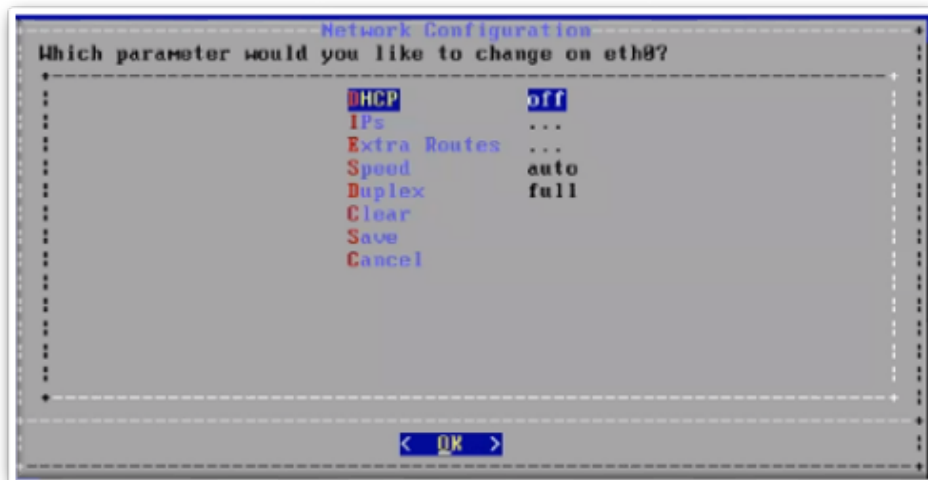 Network Configuration
Which parameter would you like to change on eth0?
DHCP off
IPs ...
Extra Routes ...
Speed auto
Duplex full
Clear
Save
Cancel
< OK >